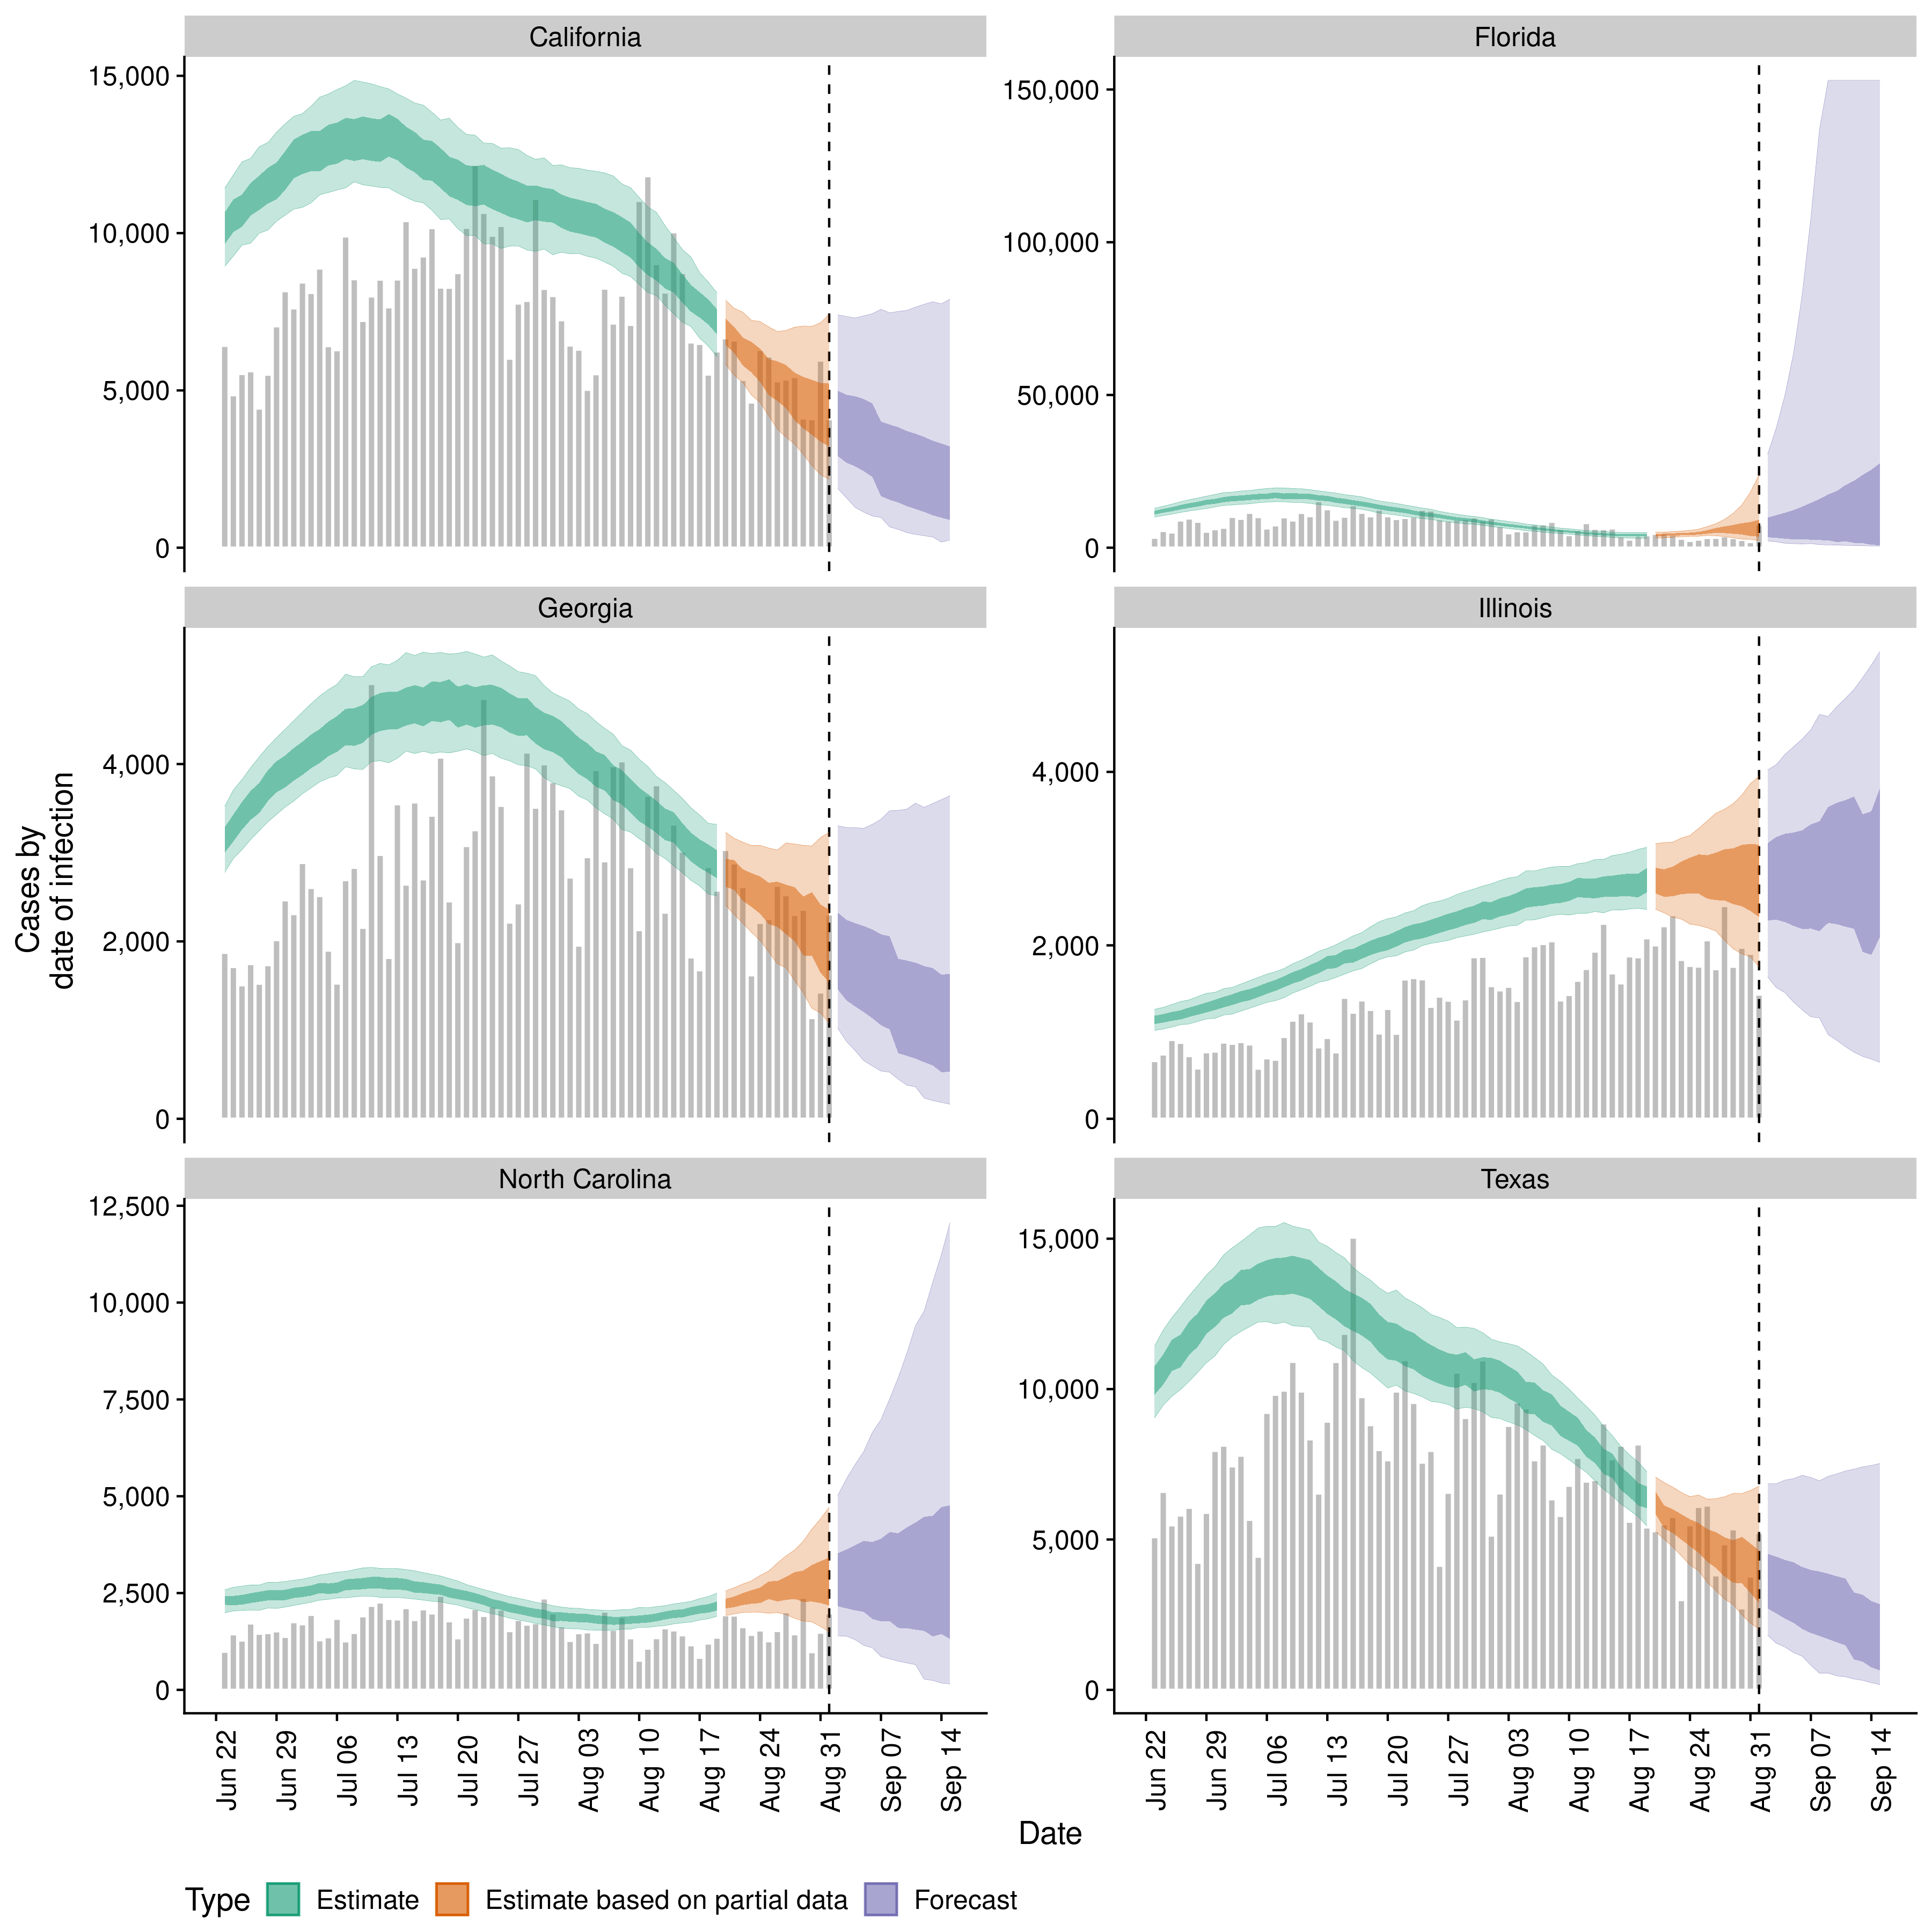 California
Florida
15,000
10,000
5,000
0
150,000
100,000
50,000
0
Georgia
Illinois
4,000
2,000
0
4,000
2,000
0
Cases by
date of infection
North Carolina
Texas
12,500
10,000
7,500
5,000
2,500
0
15,000
10,000
5,000
0
Jun 22
Jun 29
Jul 06
Jul 13
Jul 20
Jul 27
Aug 03
Aug 10
Aug 17
Aug 24
Aug 31
Sep 07
Sep 14
Jun 22
Jun 29
Jul 06
Jul 13
Jul 20
Jul 27
Aug 03
Aug 10
Aug 17
Aug 24
Aug 31
Sep 07
Sep 14
Date
Type Estimate Estimate based on partial data Forecast